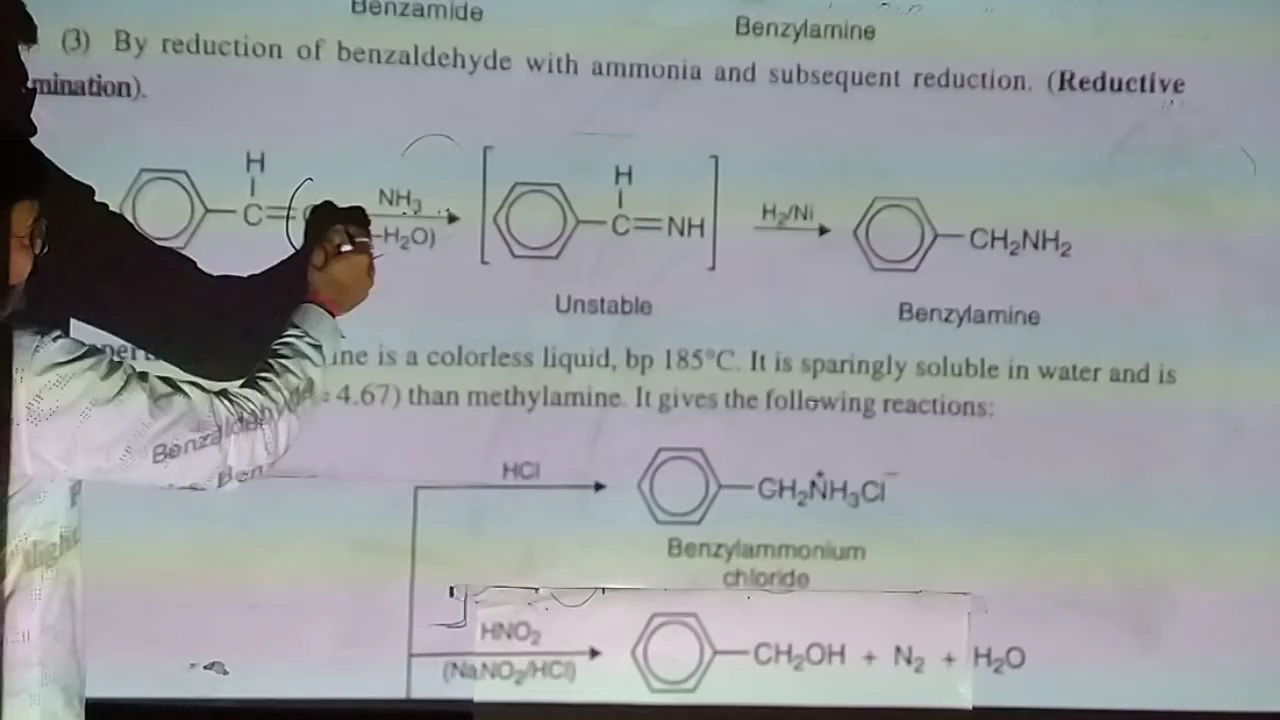 Benzamide
Benzylamine
(3) By reduction of benzaldehyde with ammonia and subsequent reduction. (Reductive
mination).
H
C=
NH₃
–H₂O)
H
C=NH
H₂/Ni
CH₂NH₂
Unstable
Benzylamine
ine is a colorless liquid, bp 185°C. It is sparingly soluble in water and is
= 4.67) than methylamine. It gives the following reactions:
Benzaldehyde
Ben
HCl
CH₂N⁺H₃Cl⁻
Benzylammonium
chloride
HNO₂
(NaNO₂/HCl)
CH₂OH + N₂ + H₂O